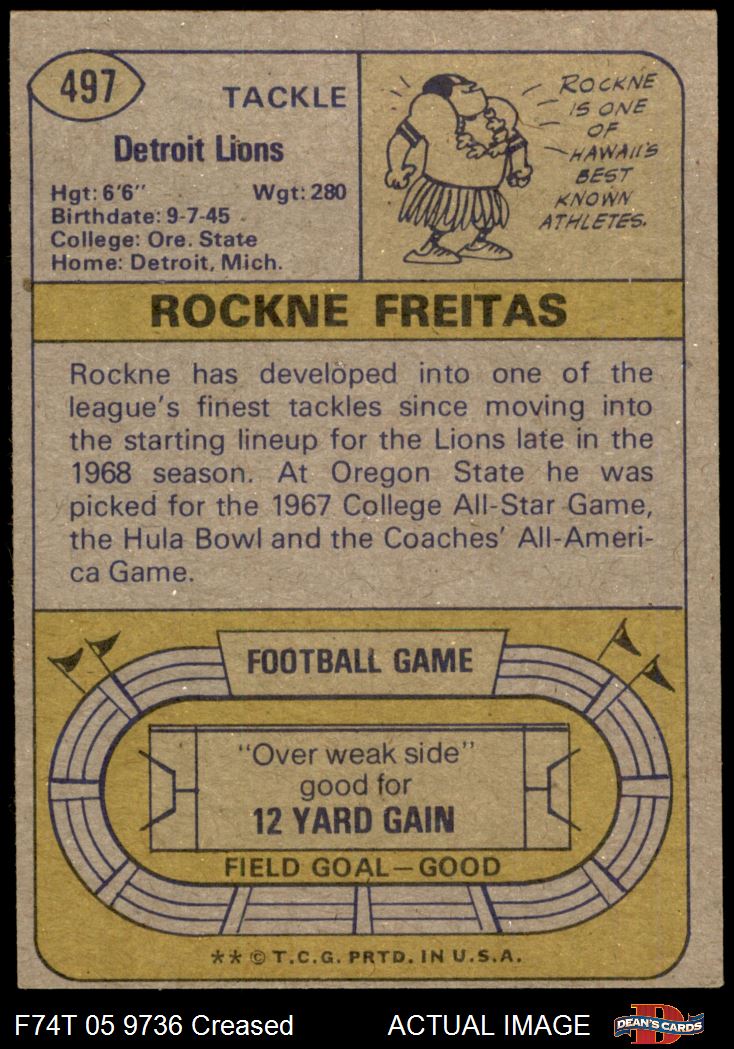 497
TACKLE
Detroit Lions
Hgt: 6'6" Wgt: 280
Birthdate: 9-7-45
College: Ore. State
Home: Detroit, Mich.
ROCKNE
IS ONE
OF
HAWAII'S
BEST
KNOWN
ATHLETES.
ROCKNE FREITAS
Rockne has developed into one of the
league's finest tackles since moving into
the starting lineup for the Lions late in the
1968 season. At Oregon State he was
picked for the 1967 College All-Star Game,
the Hula Bowl and the Coaches' All-Ameri-
ca Game.
FOOTBALL GAME
"Over weak side"
good for
12 YARD GAIN
FIELD GOAL—GOOD
** © T.C.G. PRTD. IN U.S.A.
F74T 05 9736 Creased ACTUAL IMAGE
D
DEAN'S CARDS